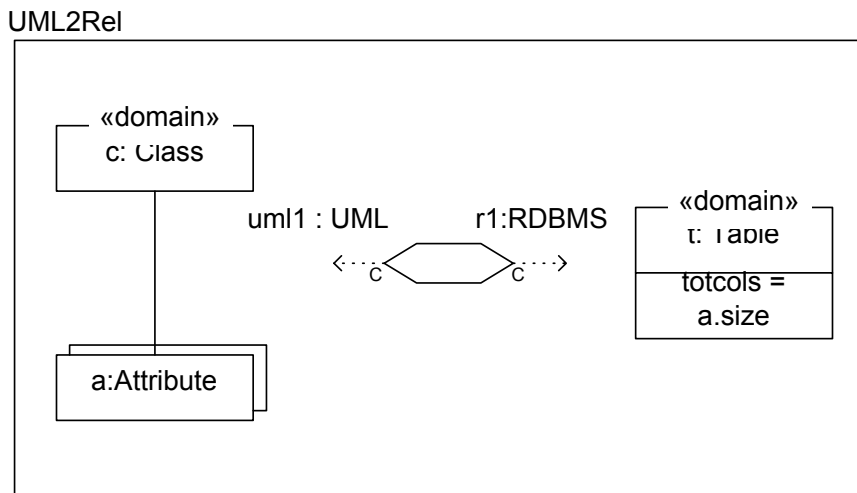 UML2Rel
«domain»
c: Class
uml1 : UML
r1:RDBMS
C
C
«domain»
t: Table
totcols =
a.size
a:Attribute